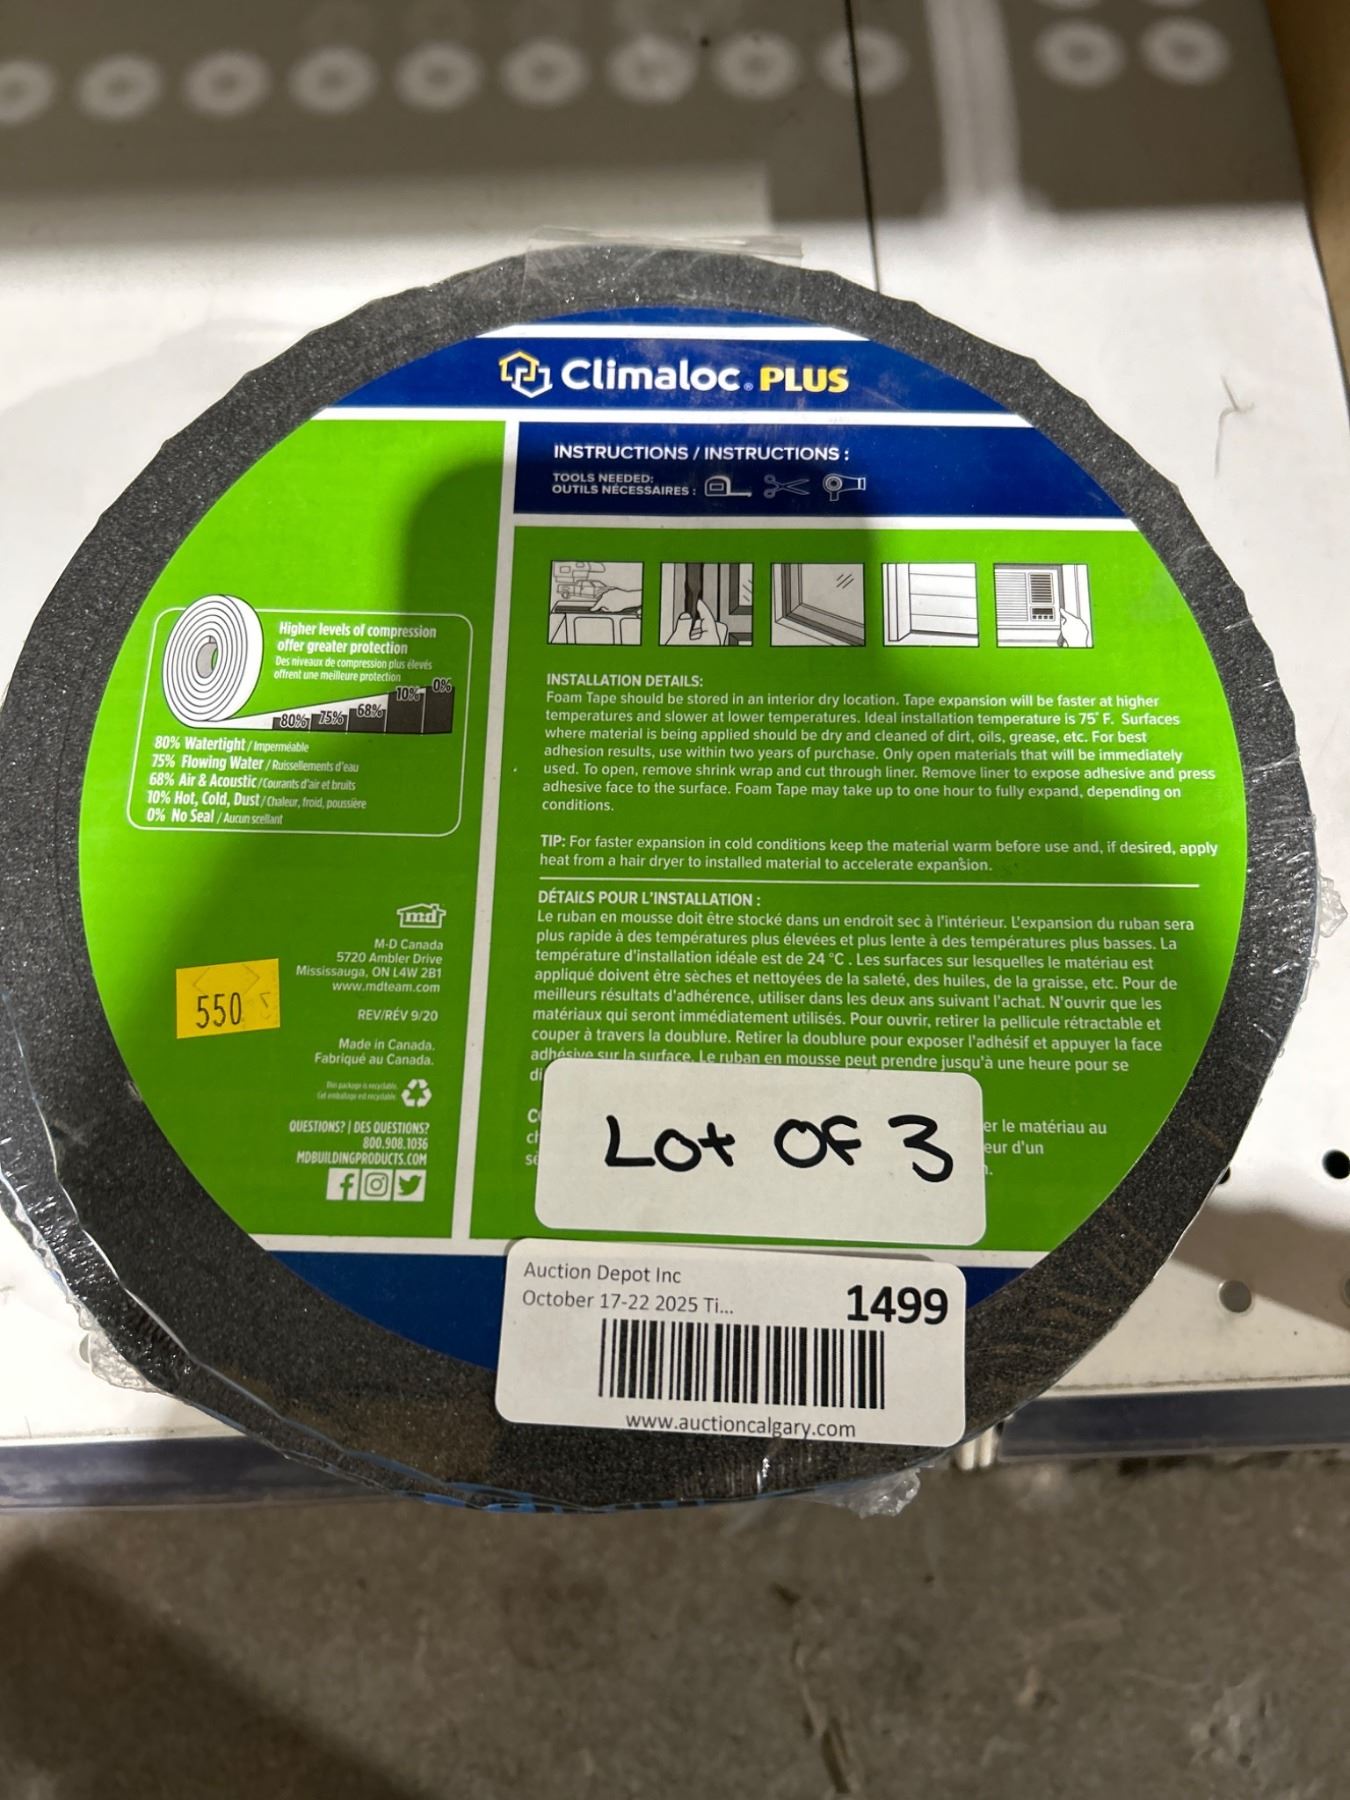 Climaloc® PLUS
INSTRUCTIONS / INSTRUCTIONS :
TOOLS NEEDED:
OUTILS NÉCESSAIRES :
Higher levels of compression
offer greater protection
Des niveaux de compression plus élevés
offrent une meilleure protection
80% 75% 68% 10% 0%
80% Watertight / Imperméable
75% Flowing Water / Ruissellements d'eau
68% Air & Acoustic / Courants d'air et bruits
10% Hot, Cold, Dust / Chaleur, froid, poussière
0% No Seal / Aucun scellant
md
M-D Canada
5720 Ambler Drive
Mississauga, ON L4W 2B1
www.mdteam.com
REV/RÉV 9/20
Made in Canada.
Fabriqué au Canada.
This package is recyclable.
Cet emballage est recyclable.
QUESTIONS? | DES QUESTIONS?
800.908.1036
MDBUILDINGPRODUCTS.COM
550
INSTALLATION DETAILS:
Foam Tape should be stored in an interior dry location. Tape expansion will be faster at higher
temperatures and slower at lower temperatures. Ideal installation temperature is 75° F. Surfaces
where material is being applied should be dry and cleaned of dirt, oils, grease, etc. For best
adhesion results, use within two years of purchase. Only open materials that will be immediately
used. To open, remove shrink wrap and cut through liner. Remove liner to expose adhesive and press
adhesive face to the surface. Foam Tape may take up to one hour to fully expand, depending on
conditions.
TIP: For faster expansion in cold conditions keep the material warm before use and, if desired, apply
heat from a hair dryer to installed material to accelerate expansion.
DÉTAILS POUR L'INSTALLATION :
Le ruban en mousse doit être stocké dans un endroit sec à l'intérieur. L'expansion du ruban sera
plus rapide à des températures plus élevées et plus lente à des températures plus basses. La
température d'installation idéale est de 24 °C . Les surfaces sur lesquelles le matériau est
appliqué doivent être sèches et nettoyées de la saleté, des huiles, de la graisse, etc. Pour de
meilleurs résultats d'adhérence, utiliser dans les deux ans suivant l'achat. N'ouvrir que les
matériaux qui seront immédiatement utilisés. Pour ouvrir, retirer la pellicule rétractable et
couper à travers la doublure. Retirer la doublure pour exposer l'adhésif et appuyer la face
adhésive sur la surface. Le ruban en mousse peut prendre jusqu'à une heure pour se
er le matériau au
eur d'un
Lot OF 3
Auction Depot Inc
October 17-22 2025 Ti...
1499
www.auctioncalgary.com